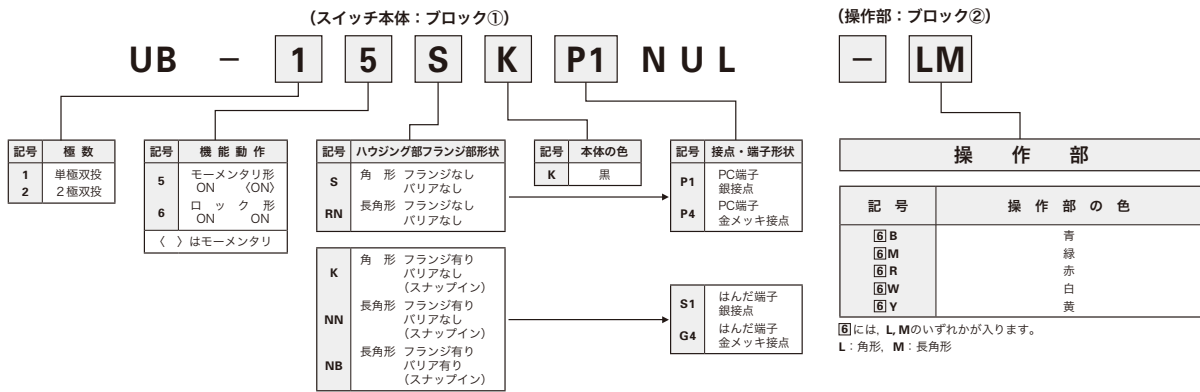 (スイッチ本体：ブロック①)
(操作部：ブロック②)
UB － 1 5 S K P1 N U L
－ LM
記号 極 数
1 単極双投
2 2極双投
記号 機 能 動 作
5 モーメンタリ形
ON 〈ON〉
6 ロ ッ ク 形
ON ON
〈 〉はモーメンタリ
記号 ハウジング部フランジ部形状
S 角 形 フランジなし
バリアなし
RN 長角形 フランジなし
バリアなし
K 角 形 フランジ有り
バリアなし
(スナップイン)
NN 長角形 フランジ有り
バリアなし
(スナップイン)
NB 長角形 フランジ有り
バリア有り
(スナップイン)
記号 本体の色
K 黒
記号 接点・端子形状
P1 PC端子
銀接点
P4 PC端子
金メッキ接点
S1 はんだ端子
銀接点
G4 はんだ端子
金メッキ接点
操 作 部
記 号 操 作 部 の 色
6 B 青
6 M 緑
6 R 赤
6 W 白
6 Y 黄
6には, L, Mのいずれかが入ります。
L：角形, M：長角形